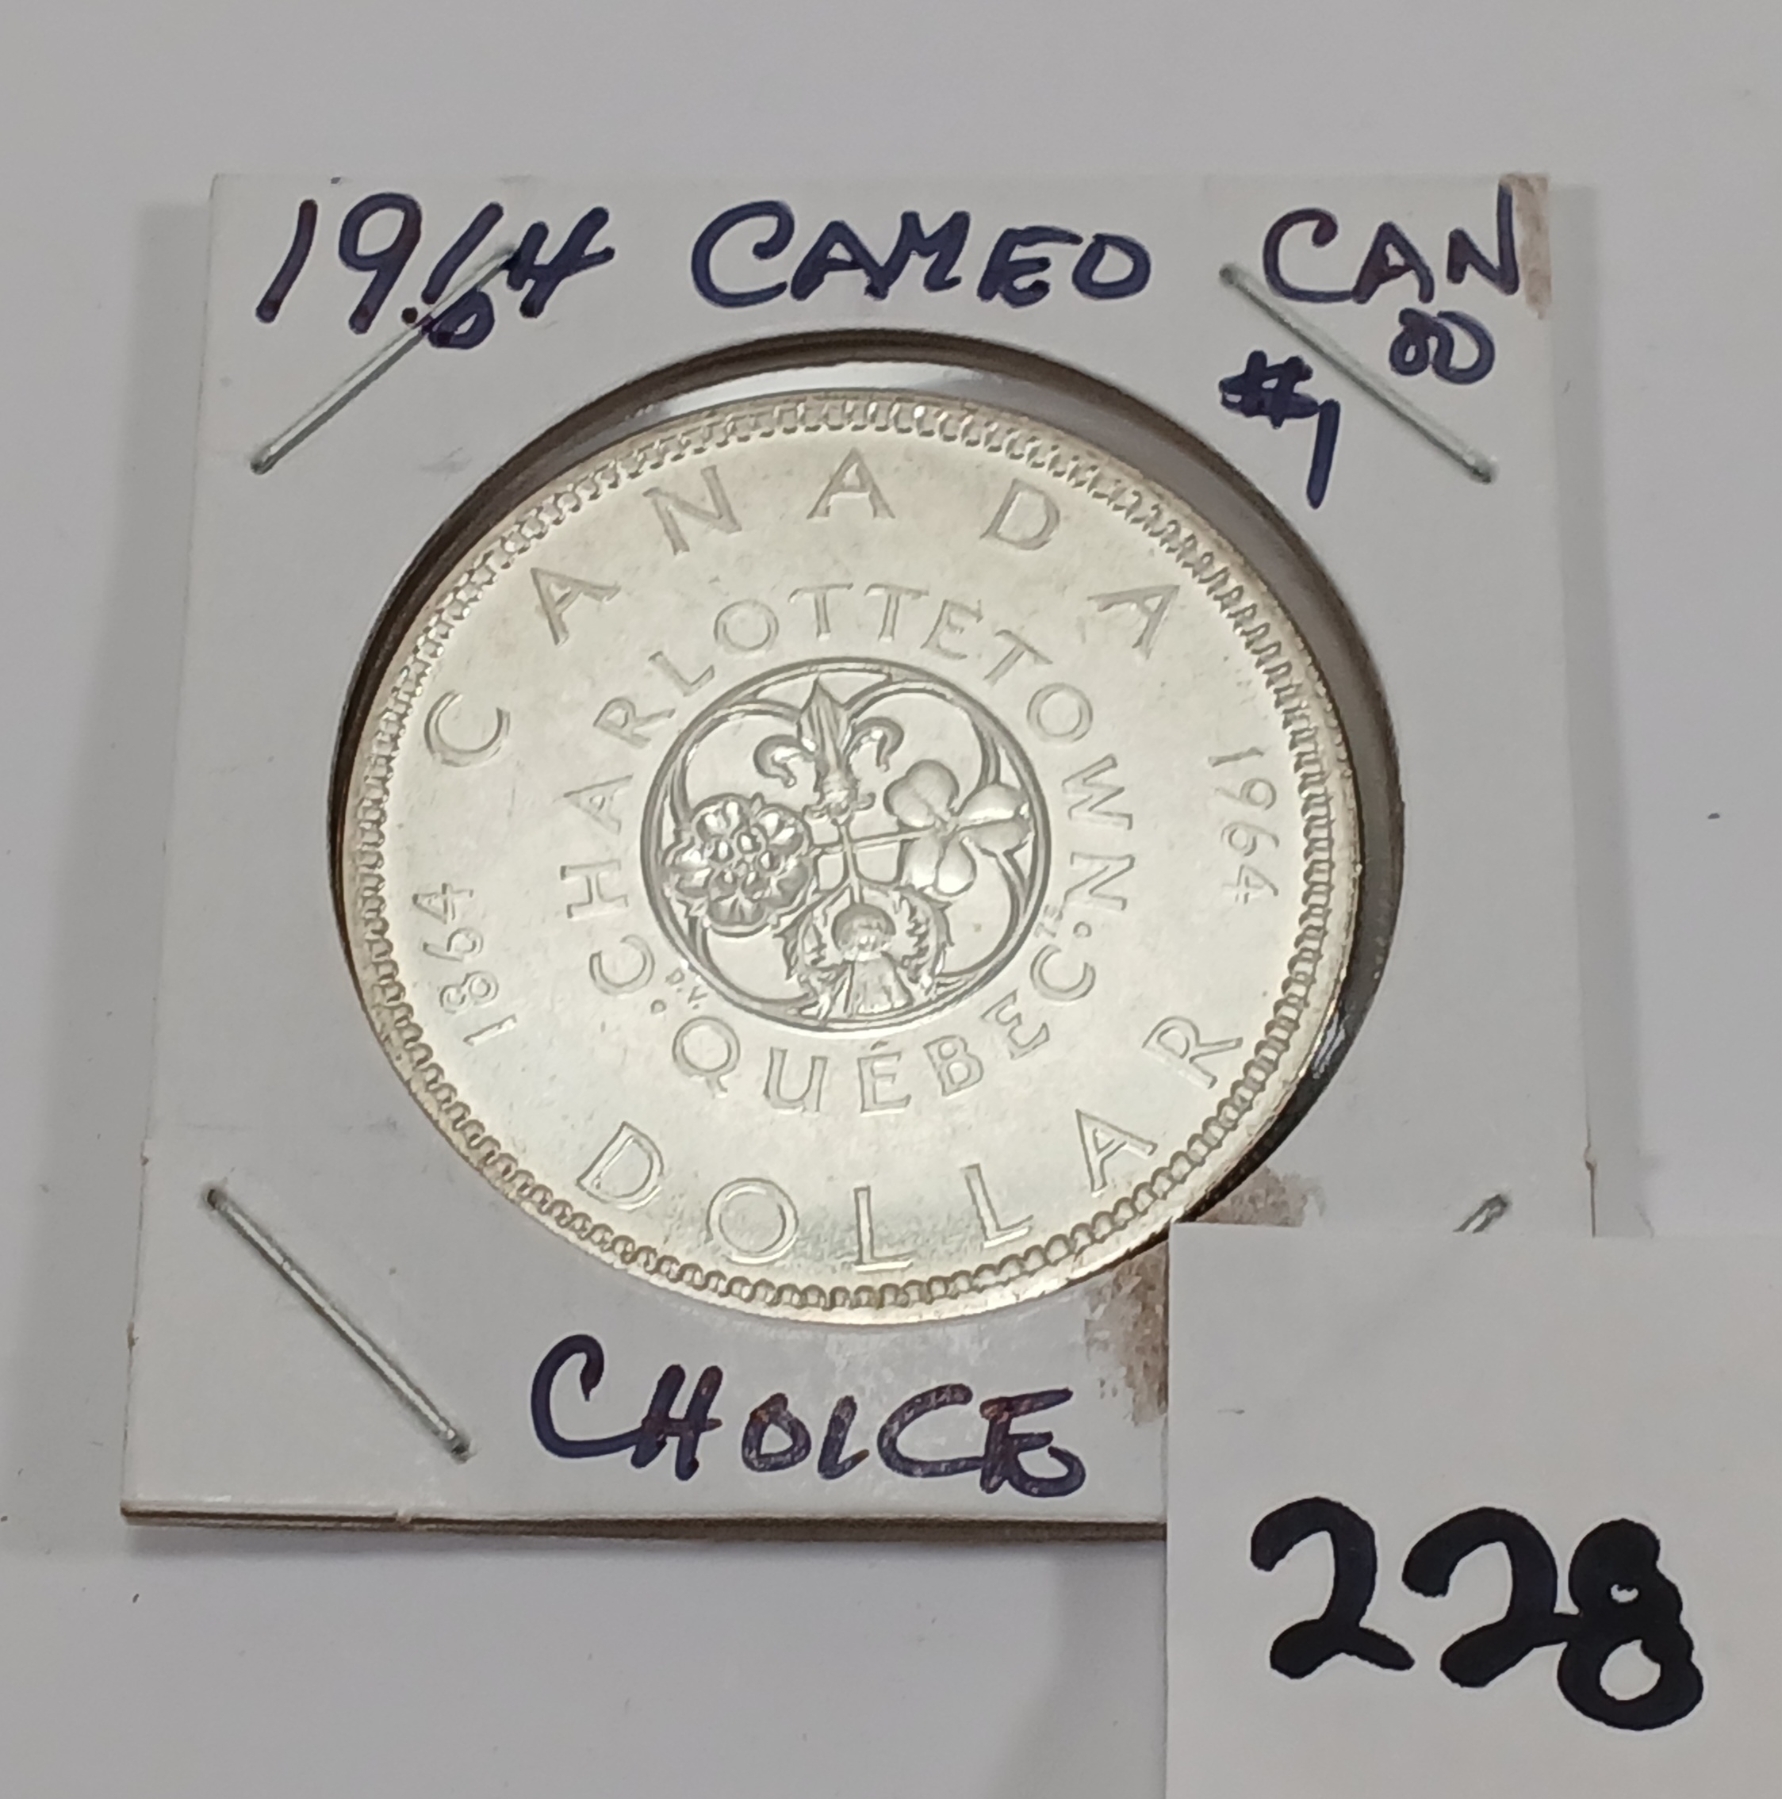 1964 CAMEO CAN
#1
CANADA
CHARLOTTETOWN.
1864
1964
D.V.
T.S.
.QUÉBEC.
DOLLAR
CHOICE
228